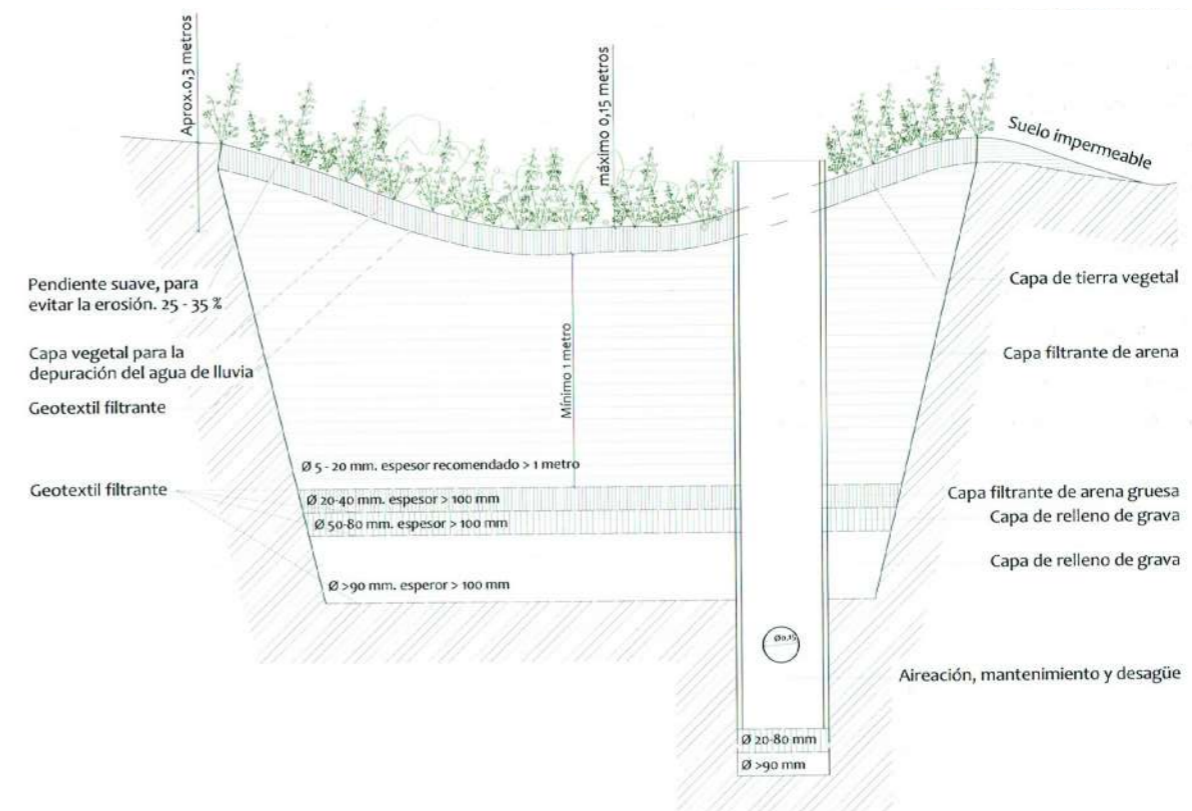 Aprox.0,3 metros
máximo 0,15 metros
Suelo impermeable
Pendiente suave, para
evitar la erosión. 25 - 35 %
Capa de tierra vegetal
Capa vegetal para la
depuración del agua de lluvia
Capa filtrante de arena
Geotextil filtrante
Mínimo 1 metro
Ø 5 - 20 mm. espesor recomendado > 1 metro
Geotextil filtrante
Ø 20-40 mm. espesor > 100 mm
Capa filtrante de arena gruesa
Ø 50-80 mm. espesor > 100 mm
Capa de relleno de grava
Capa de relleno de grava
Ø >90 mm. esperor > 100 mm
Ø0,15
Aireación, mantenimiento y desagüe
Ø 20-80 mm
Ø >90 mm